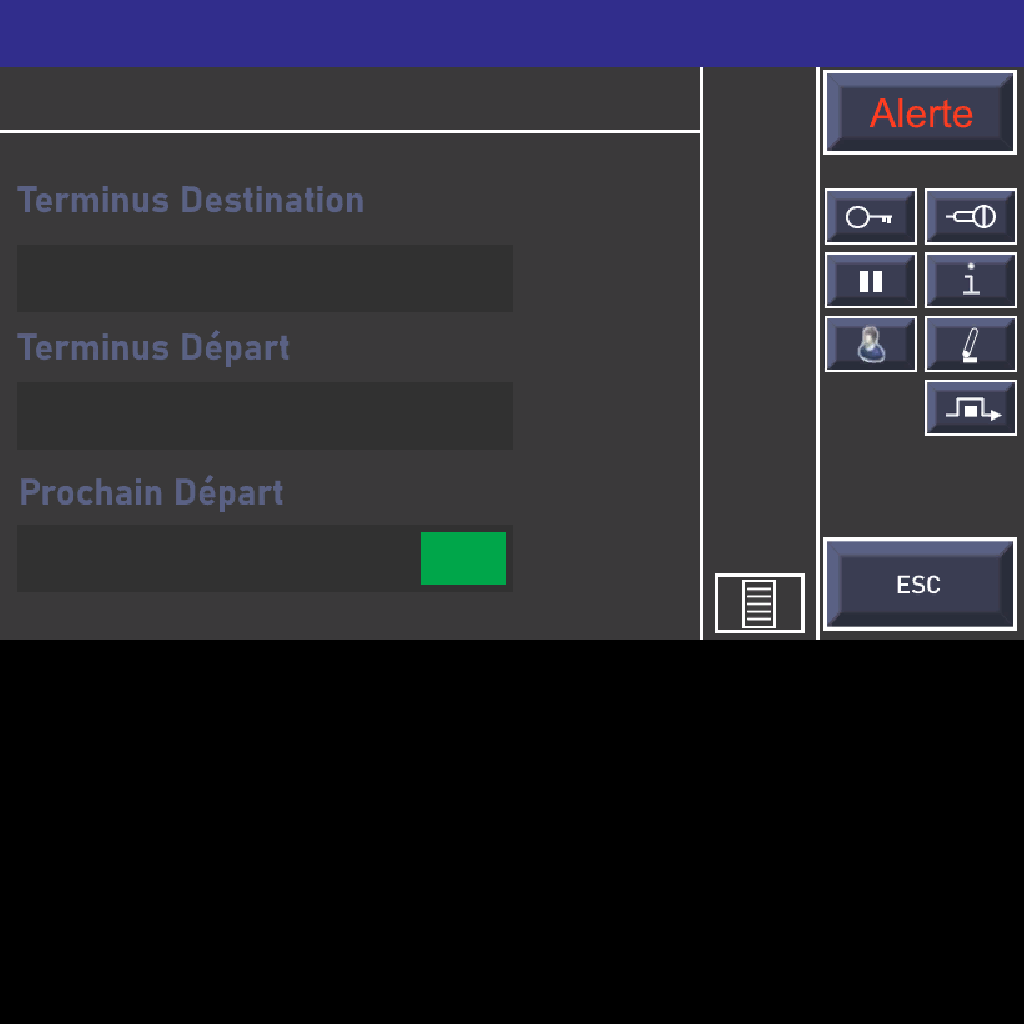 Alerte
Terminus Destination
Terminus Départ
Prochain Départ
ESC